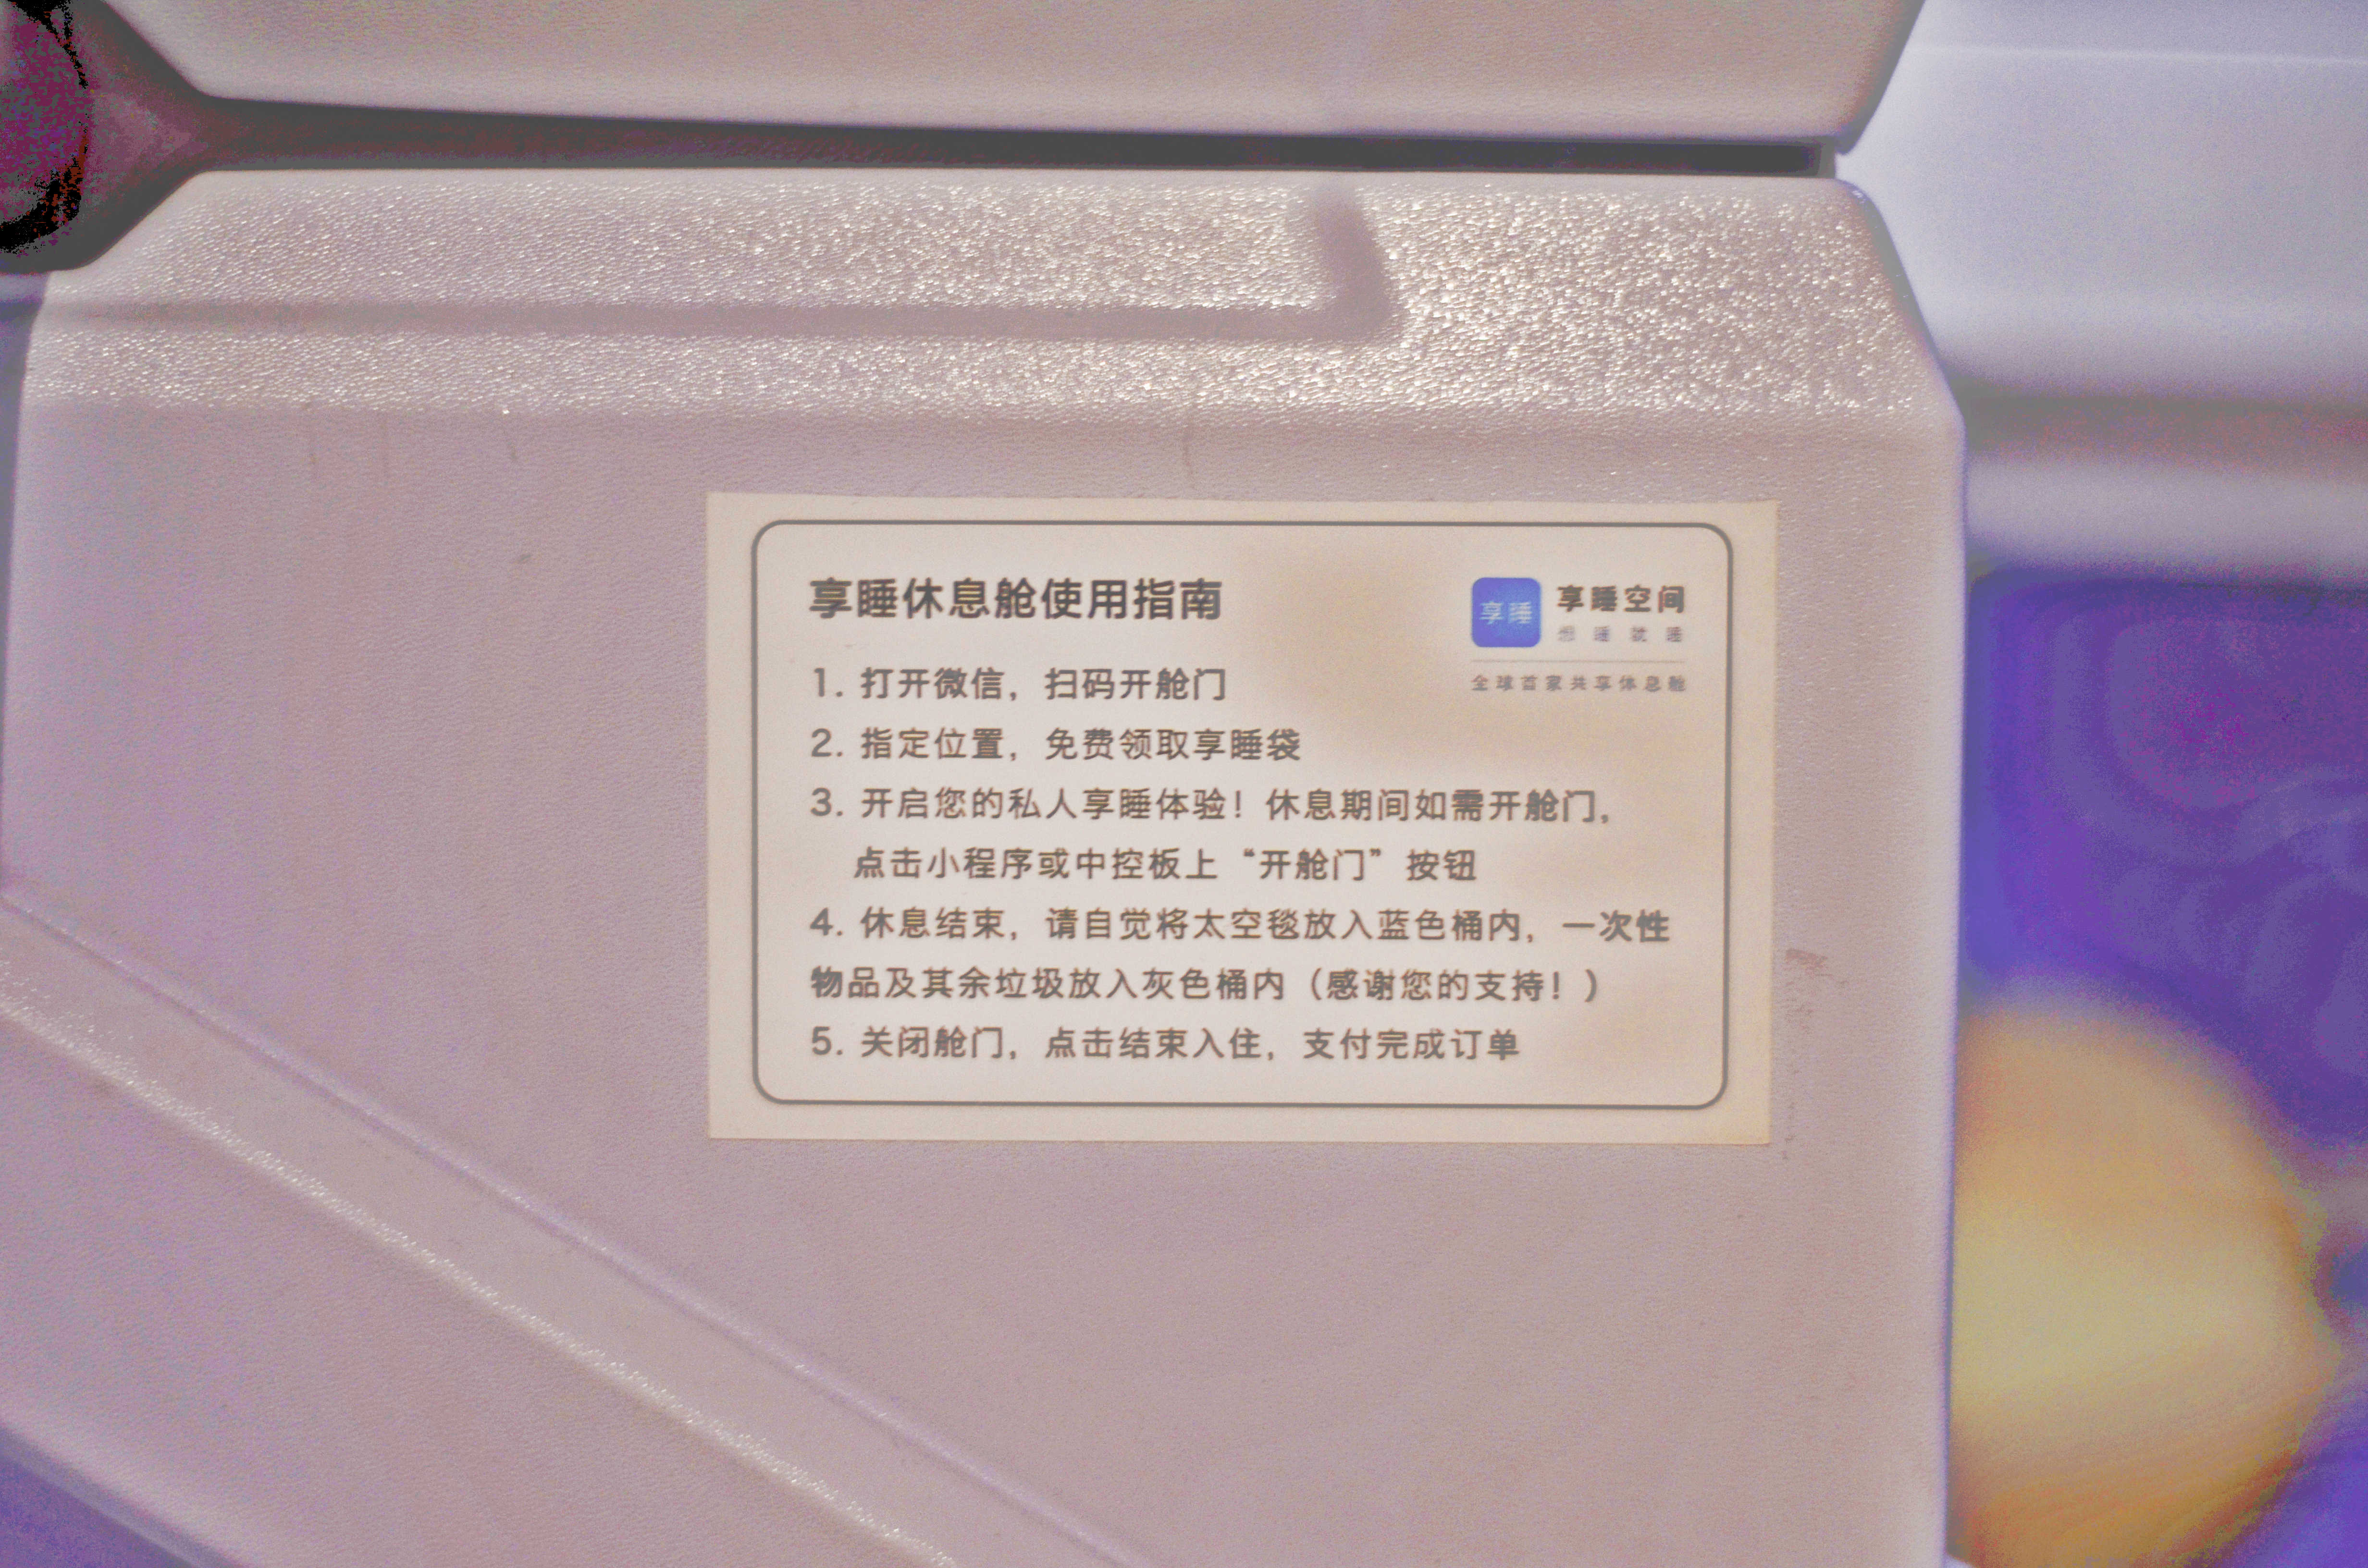 享睡休息舱使用指南
享睡
享睡空间
想睡就睡
全球首家共享休息舱
1. 打开微信，扫码开舱门
2. 指定位置，免费领取享睡袋
3. 开启您的私人享睡体验！休息期间如需开舱门，
点击小程序或中控板上“开舱门”按钮
4. 休息结束，请自觉将太空毯放入蓝色桶内，一次性
物品及其余垃圾放入灰色桶内（感谢您的支持！）
5. 关闭舱门，点击结束入住，支付完成订单